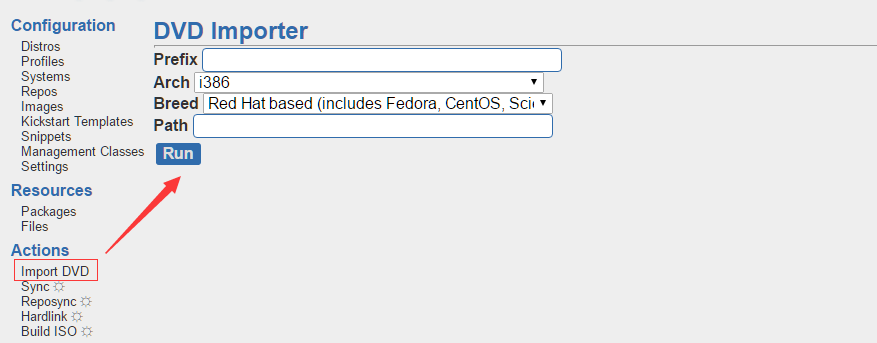 Configuration
Distros
Profiles
Systems
Repos
Images
Kickstart Templates
Snippets
Management Classes
Settings
Resources
Packages
Files
Actions
Import DVD
Sync
Reposync
Hardlink
Build ISO
DVD Importer
Prefix
Arch i386
Breed Red Hat based (includes Fedora, CentOS, Sci
Path
Run